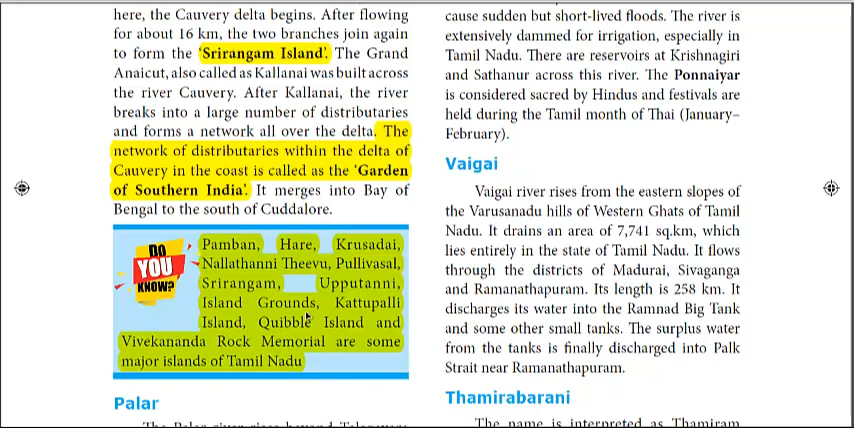 here, the Cauvery delta begins. After flowing
for about 16 km, the two branches join again
to form the 'Srirangam Island'. The Grand
Anaicut, also called as Kallanai was built across
the river Cauvery. After Kallanai, the river
breaks into a large number of distributaries
and forms a network all over the delta. The
network of distributaries within the delta of
Cauvery in the coast is called as the 'Garden
of Southern India'. It merges into Bay of
Bengal to the south of Cuddalore.
DO
YOU
KNOW?
Pamban, Hare, Krusadai,
Nallathanni Theevu, Pullivasal,
Srirangam, Upputanni,
Island Grounds, Kattupalli
Island, Quibble Island and
Vivekananda Rock Memorial are some
major islands of Tamil Nadu
Palar
cause sudden but short-lived floods. The river is
extensively dammed for irrigation, especially in
Tamil Nadu. There are reservoirs at Krishnagiri
and Sathanur across this river. The Ponnaiyar
is considered sacred by Hindus and festivals are
held during the Tamil month of Thai (January–
February).
Vaigai
Vaigai river rises from the eastern slopes of
the Varusanadu hills of Western Ghats of Tamil
Nadu. It drains an area of 7,741 sq.km, which
lies entirely in the state of Tamil Nadu. It flows
through the districts of Madurai, Sivaganga
and Ramanathapuram. Its length is 258 km. It
discharges its water into the Ramnad Big Tank
and some other small tanks. The surplus water
from the tanks is finally discharged into Palk
Strait near Ramanathapuram.
Thamirabarani
The name is interpreted as Thamiram